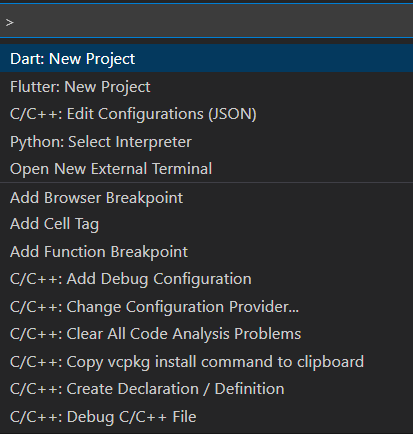 >
Dart: New Project
Flutter: New Project
C/C++: Edit Configurations (JSON)
Python: Select Interpreter
Open New External Terminal
Add Browser Breakpoint
Add Cell Tag
Add Function Breakpoint
C/C++: Add Debug Configuration
C/C++: Change Configuration Provider...
C/C++: Clear All Code Analysis Problems
C/C++: Copy vcpkg install command to clipboard
C/C++: Create Declaration / Definition
C/C++: Debug C/C++ File